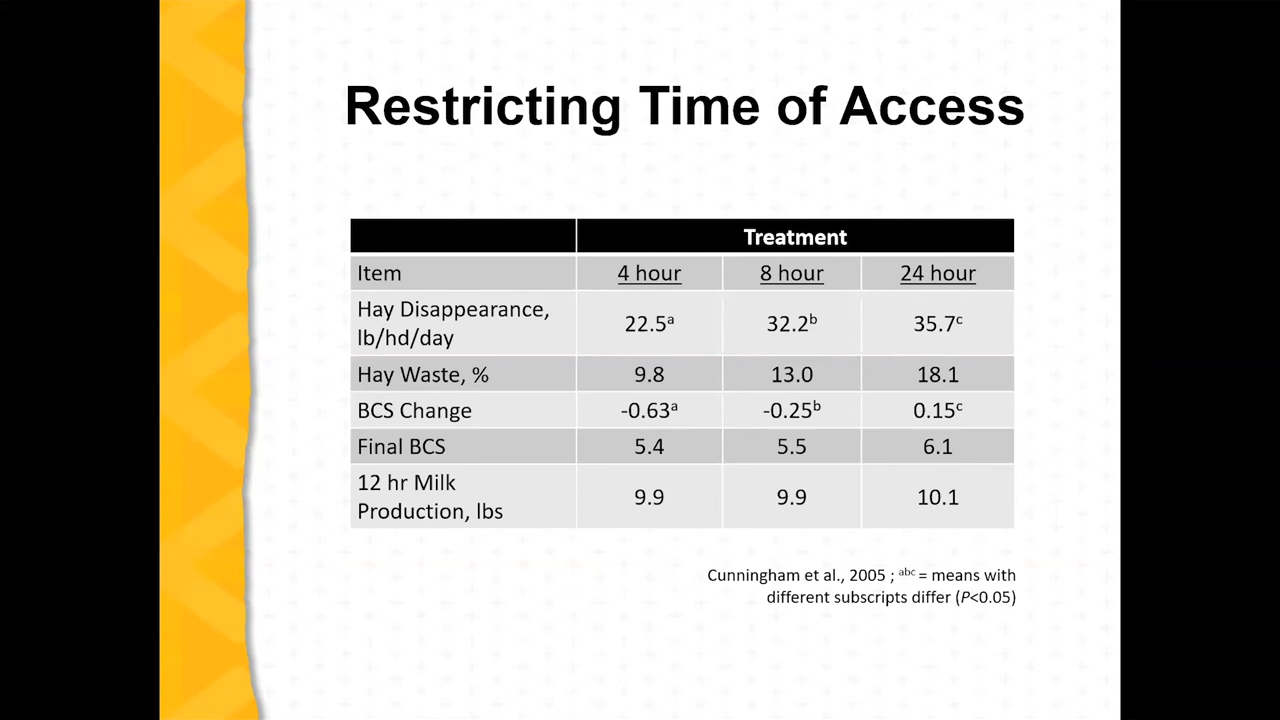 Restricting Time of Access
Treatment
Item 4 hour 8 hour 24 hour
Hay Disappearance,
lb/hd/day 22.5ᵃ 32.2ᵇ 35.7ᶜ
Hay Waste, % 9.8 13.0 18.1
BCS Change -0.63ᵃ -0.25ᵇ 0.15ᶜ
Final BCS 5.4 5.5 6.1
12 hr Milk
Production, lbs 9.9 9.9 10.1
Cunningham et al., 2005 ; ᵃᵇᶜ = means with
different subscripts differ (P<0.05)